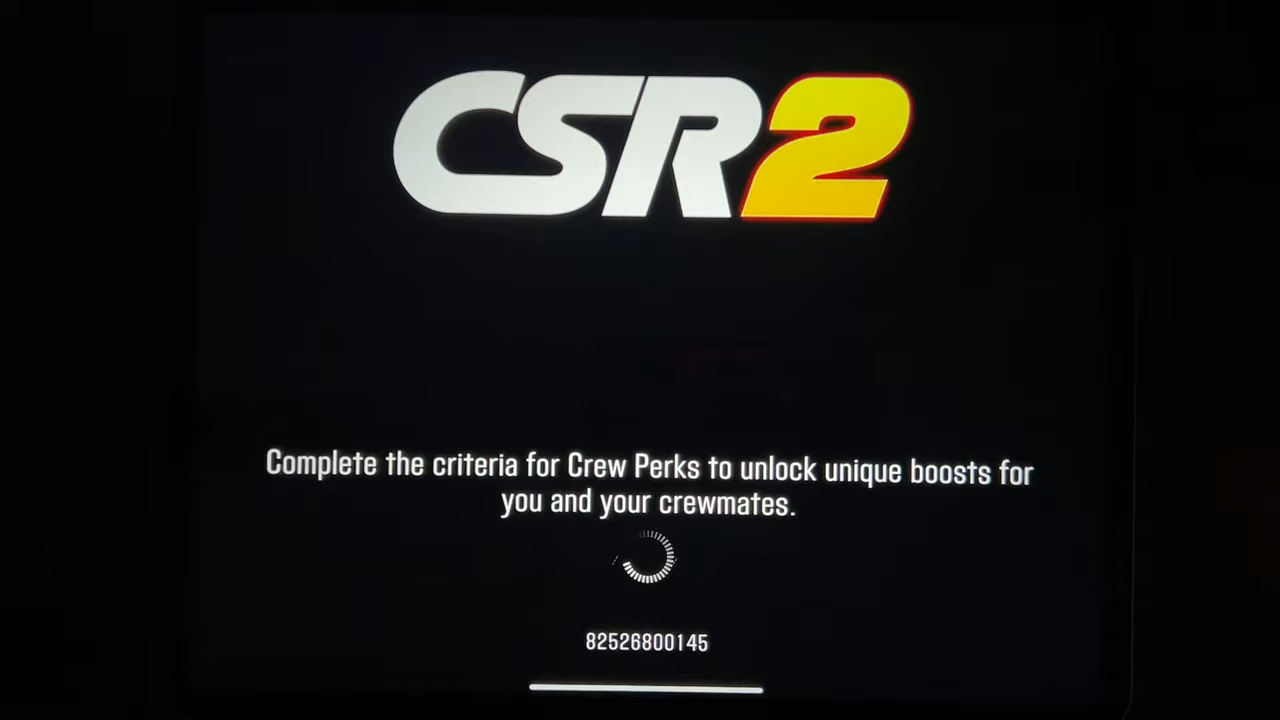 CSR2
Complete the criteria for Crew Perks to unlock unique boosts for
you and your crewmates.
82526800145